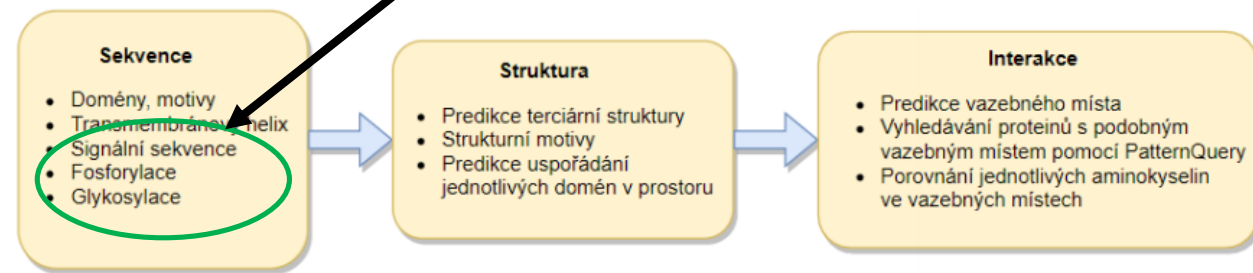 Sekvence
Domény, motivy
Transmembránový helix
Signální sekvence
Fosforylace
Glykosylace
Struktura
Predikce terciární struktury
Strukturní motivy
Predikce uspořádání
jednotlivých domén v prostoru
Interakce
Predikce vazebného místa
Vyhledávání proteinů s podobným
vazebným místem pomocí PatternQuery
Porovnání jednotlivých aminokyselin
ve vazebných místech